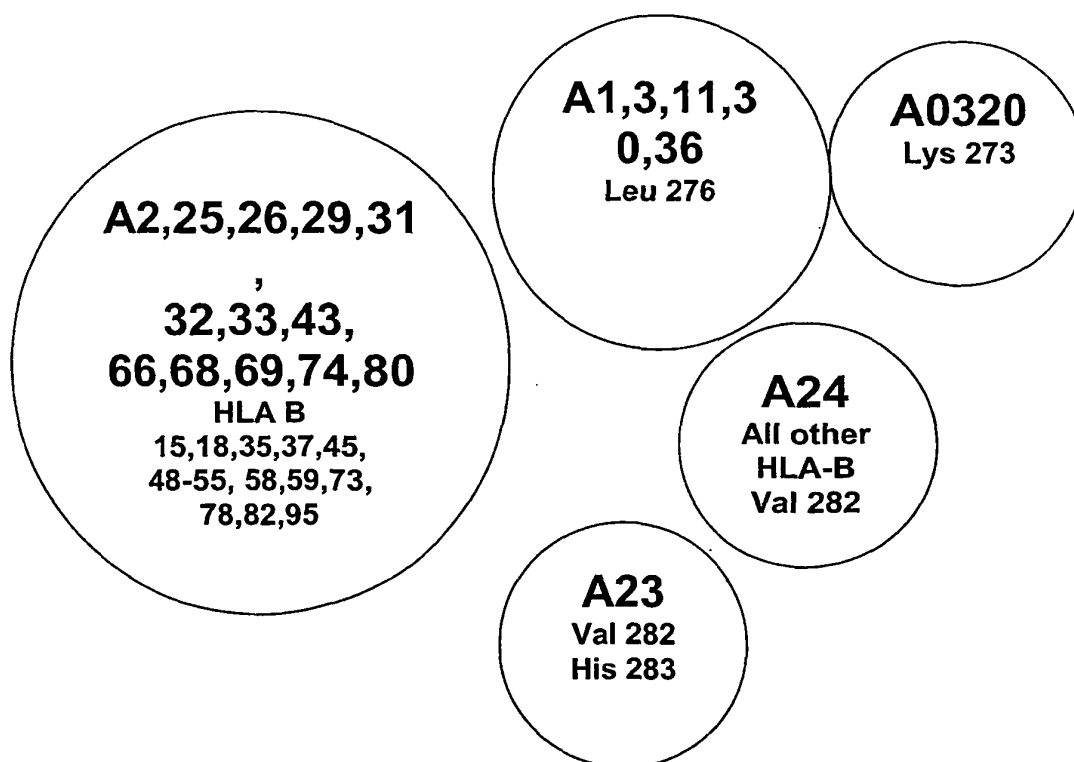 A2,25,26,29,31
,
32,33,43,
66,68,69,74,80
HLA B
15,18,35,37,45,
48-55, 58,59,73,
78,82,95
A1,3,11,3
0,36
Leu 276
A0320
Lys 273
A24
All other
HLA-B
Val 282
A23
Val 282
His 283